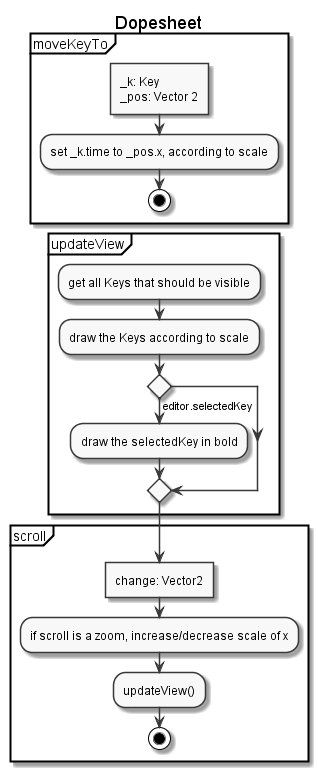 Dopesheet
moveKeyTo
_k: Key
_pos: Vector 2
set _k.time to _pos.x, according to scale
updateView
get all Keys that should be visible
draw the Keys according to scale
editor.selectedKey
draw the selectedKey in bold
scroll
change: Vector2
if scroll is a zoom, increase/decrease scale of x
updateView()